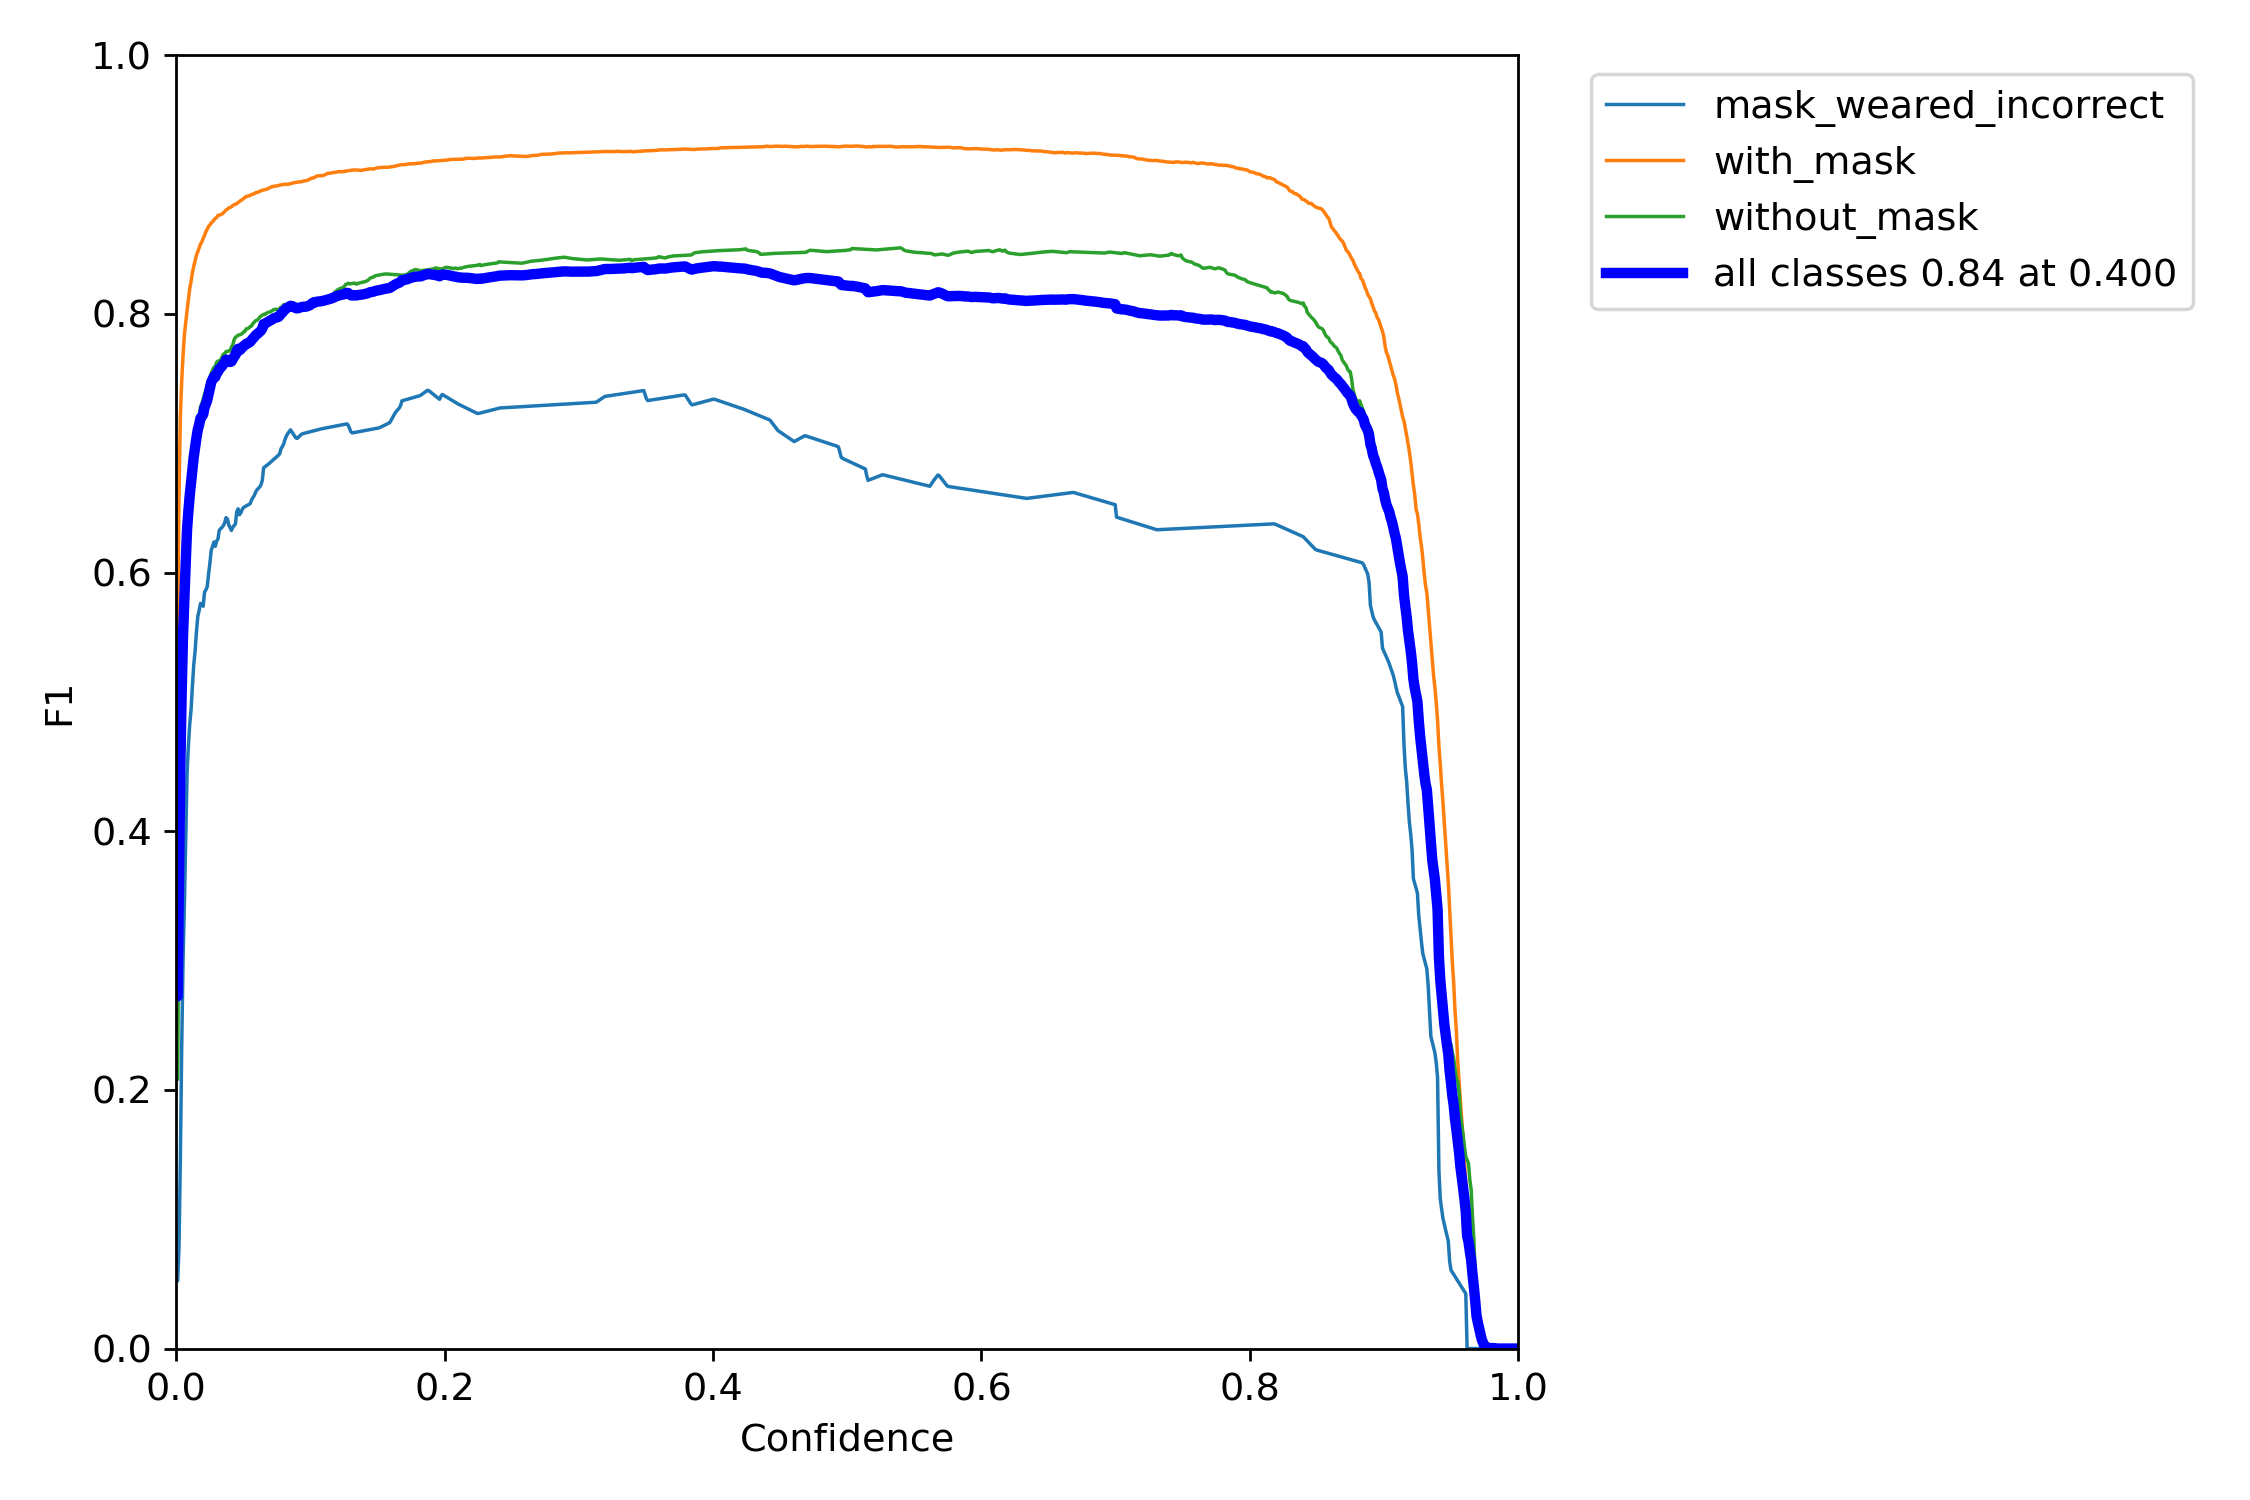 1.0
0.8
0.6
0.4
0.2
0.0
F1
0.0 0.2 0.4 0.6 0.8 1.0
Confidence
mask_weared_incorrect
with_mask
without_mask
all classes 0.84 at 0.400